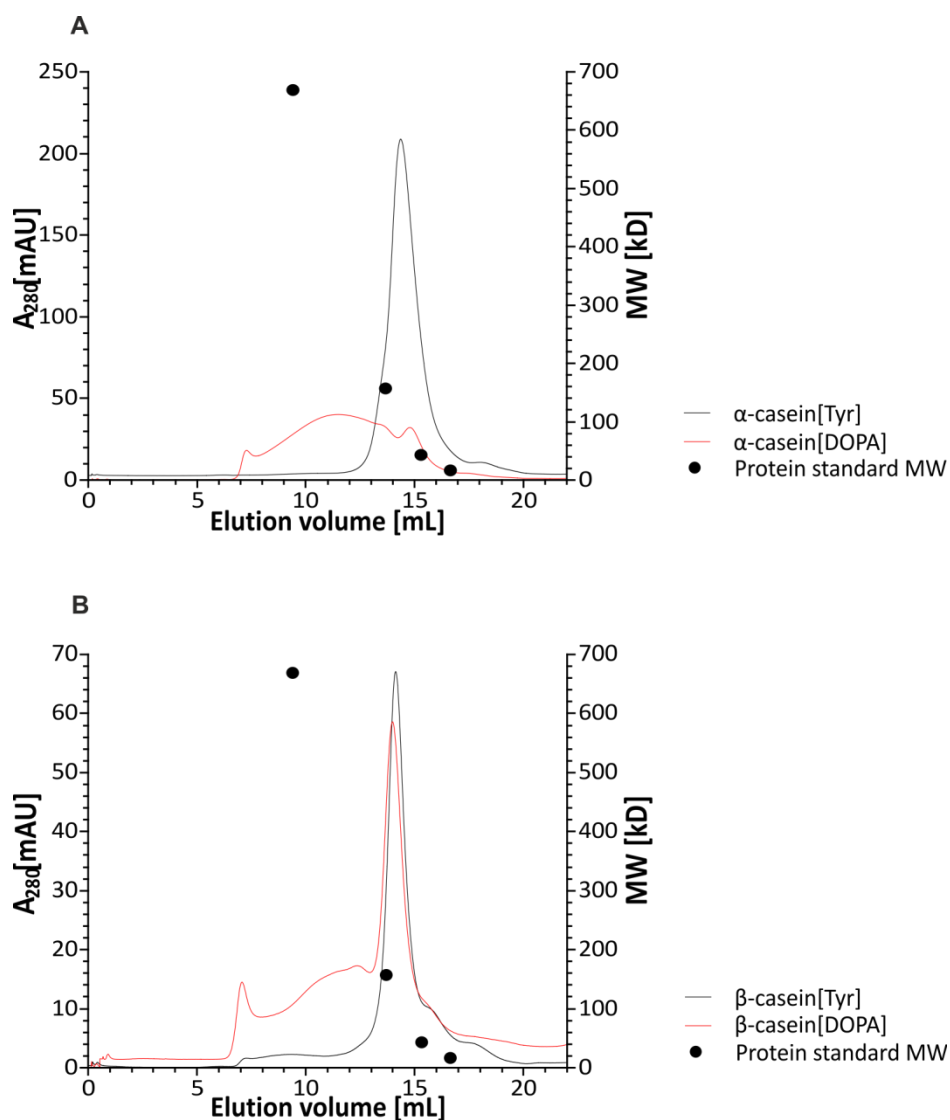 A
250
200
150
100
50
0
A280[mAU]
700
600
500
400
300
200
100
0
MW [kD]
0 5 10 15 20
Elution volume [mL]
α-casein[Tyr]
α-casein[DOPA]
Protein standard MW
B
70
60
50
40
30
20
10
0
A280[mAU]
700
600
500
400
300
200
100
0
MW [kD]
0 5 10 15 20
Elution volume [mL]
β-casein[Tyr]
β-casein[DOPA]
Protein standard MW